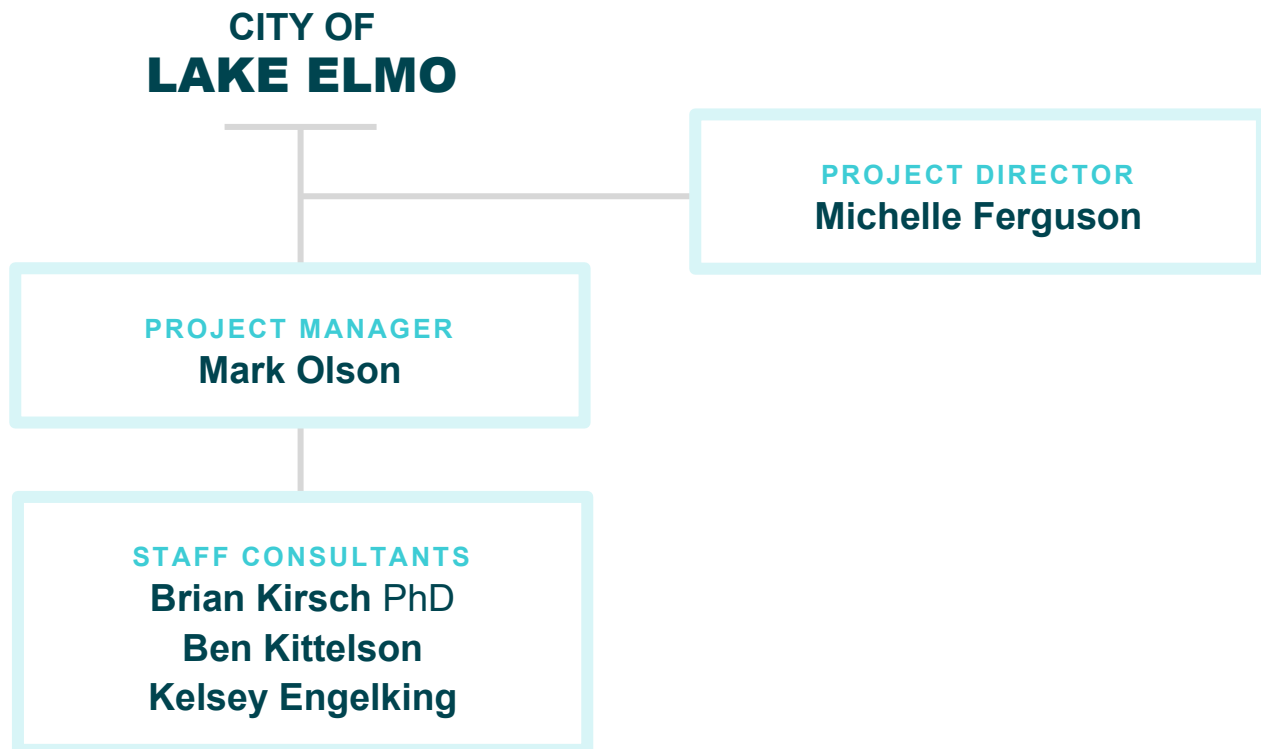 CITY OF
LAKE ELMO
PROJECT DIRECTOR
Michelle Ferguson
PROJECT MANAGER
Mark Olson
STAFF CONSULTANTS
Brian Kirsch PhD
Ben Kittelson
Kelsey Engelking